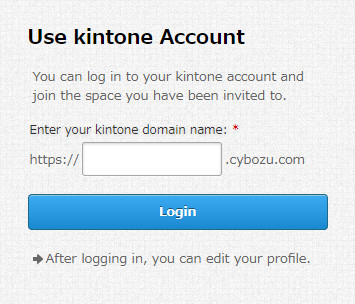 Use kintone Account
You can log in to your kintone account and
join the space you have been invited to.
Enter your kintone domain name: *
https:// .cybozu.com
Login
After logging in, you can edit your profile.